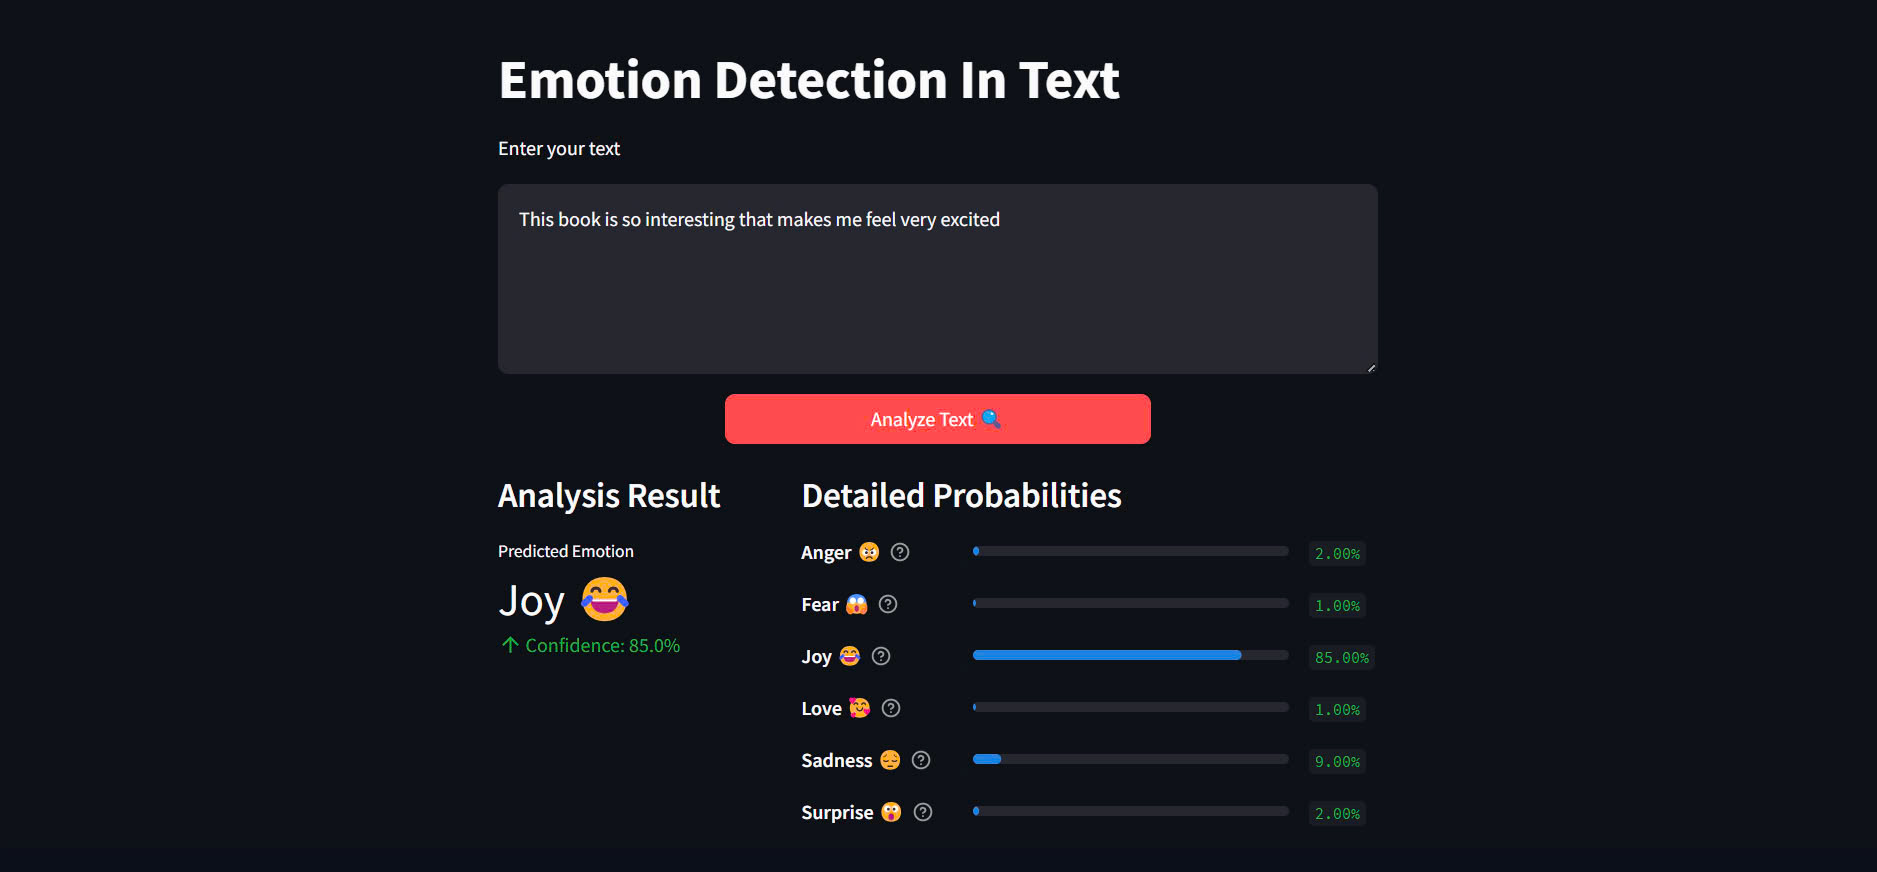 Emotion Detection In Text
Enter your text
This book is so interesting that makes me feel very excited
Analyze Text 🔍
Analysis Result
Predicted Emotion
Joy 😂
↑ Confidence: 85.0%
Detailed Probabilities
Anger 😡 ? 2.00%
Fear 😱 ? 1.00%
Joy 😂 ? 85.00%
Love 🥰 ? 1.00%
Sadness 😔 ? 9.00%
Surprise 😲 ? 2.00%